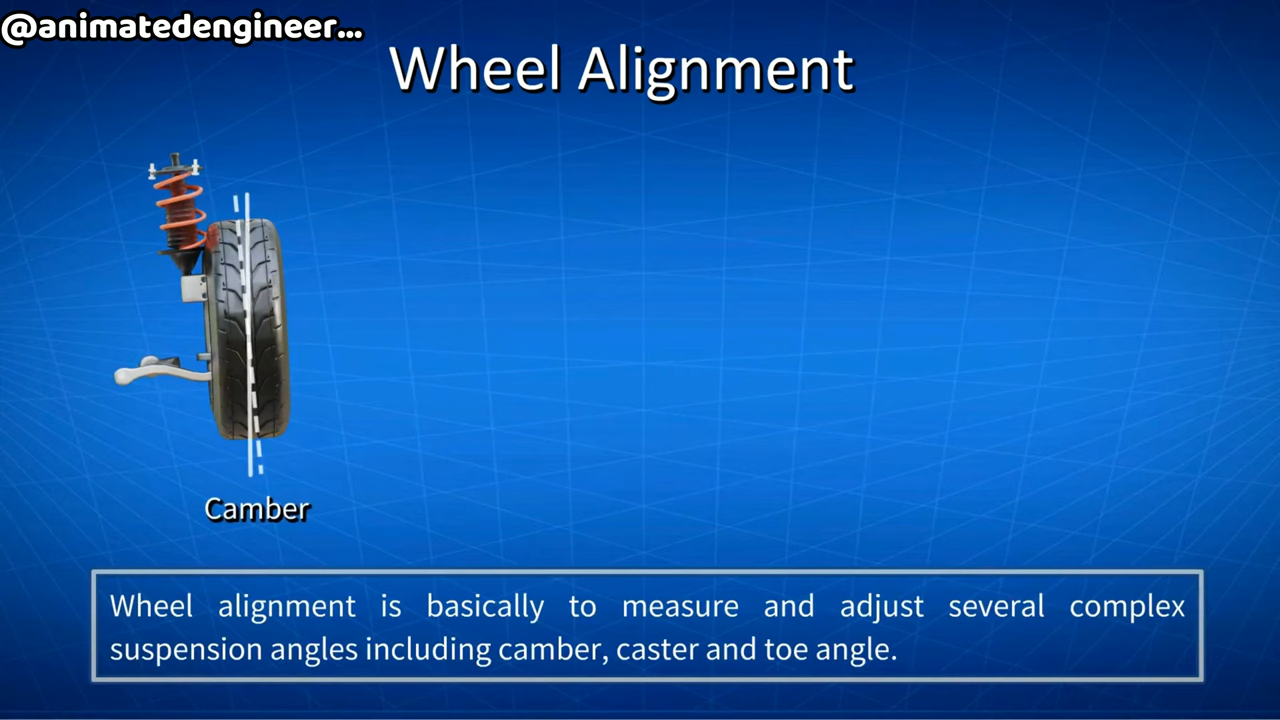 @animatedengineer...
Wheel Alignment
Camber
Wheel alignment is basically to measure and adjust several complex
suspension angles including camber, caster and toe angle.